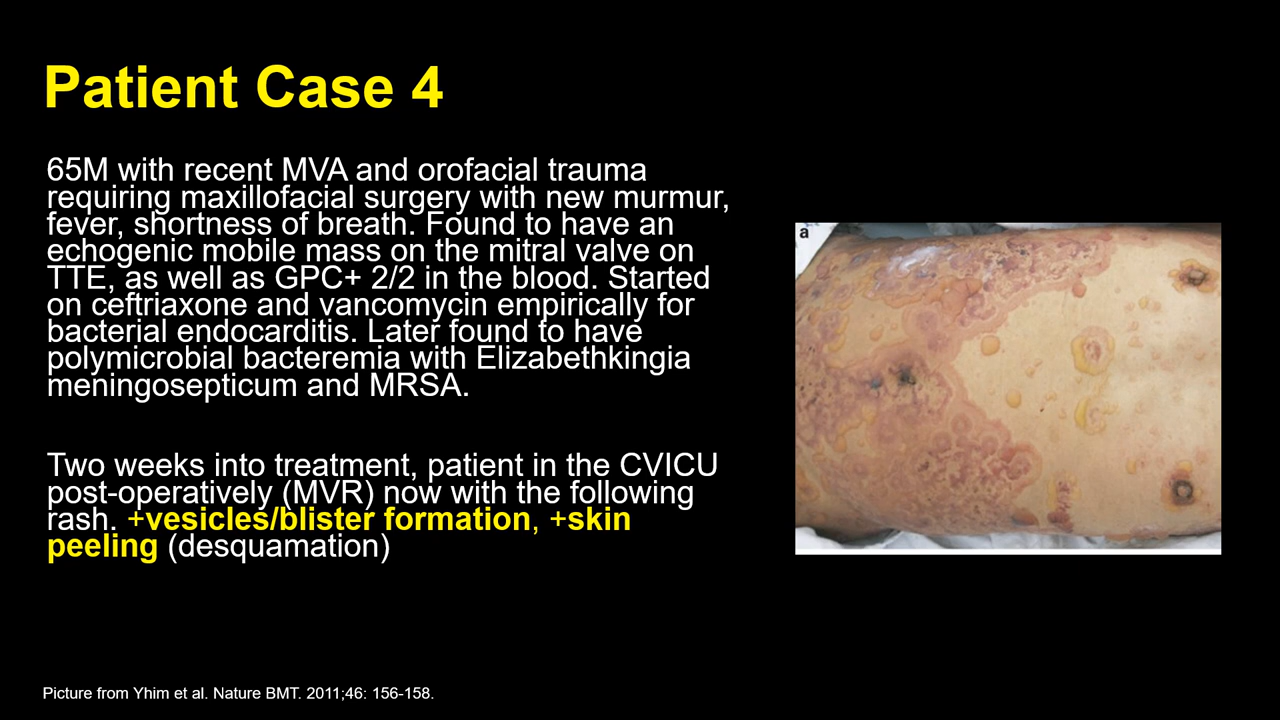 Patient Case 4
65M with recent MVA and orofacial trauma
requiring maxillofacial surgery with new murmur,
fever, shortness of breath. Found to have an
echogenic mobile mass on the mitral valve on
TTE, as well as GPC+ 2/2 in the blood. Started
on ceftriaxone and vancomycin empirically for
bacterial endocarditis. Later found to have
polymicrobial bacteremia with Elizabethkingia
meningosepticum and MRSA.
Two weeks into treatment, patient in the CVICU
post-operatively (MVR) now with the following
rash. +vesicles/blister formation, +skin
peeling (desquamation)
a
Picture from Yhim et al. Nature BMT. 2011;46: 156-158.